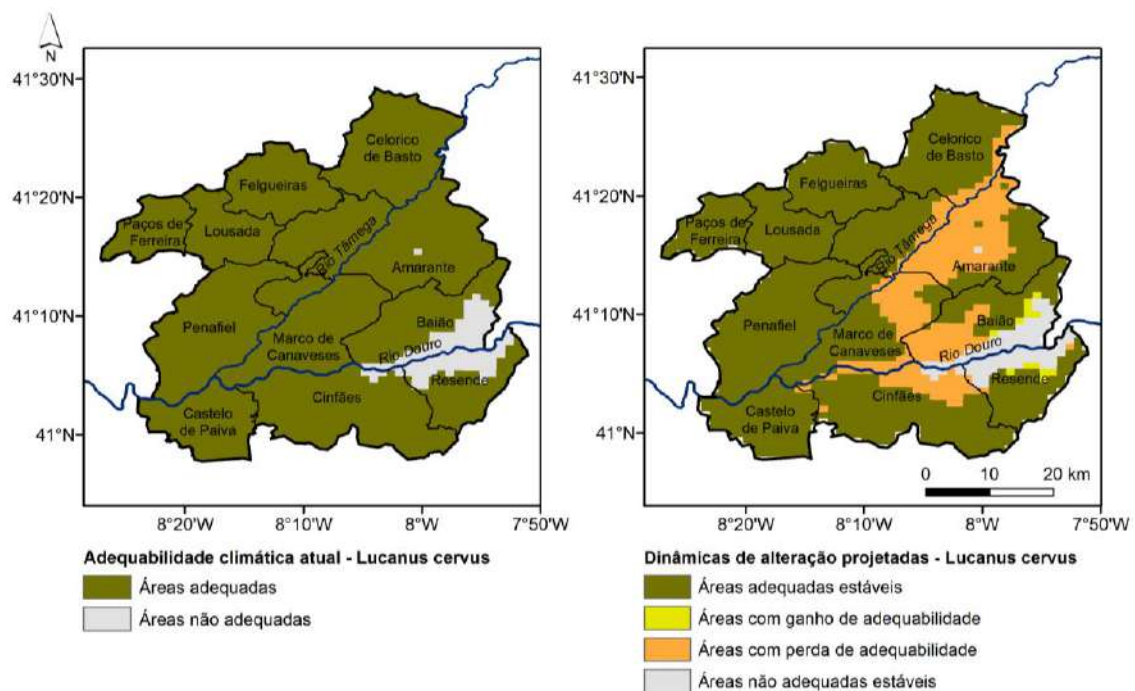 N
41°30'N
41°20'N
41°10'N
41°N
8°20'W
8°10'W
8°W
7°50'W
Celorico
de Basto
Felgueiras
Paços de
Ferreira
Lousada
Rio Tâmega
Amarante
Penafiel
Baião
Marco de
Canaveses
Rio Douro
Resende
Cinfães
Castelo
de Paiva
Adequabilidade climática atual - Lucanus cervus
Áreas adequadas
Áreas não adequadas
41°30'N
41°20'N
41°10'N
41°N
8°20'W
8°10'W
8°W
7°50'W
Celorico
de Basto
Felgueiras
Paços de
Ferreira
Lousada
Rio Tâmega
Amarante
Penafiel
Baião
Marco de
Canaveses
Rio Douro
Resende
Cinfães
Castelo
de Paiva
0 10 20 km
Dinâmicas de alteração projetadas - Lucanus cervus
Áreas adequadas estáveis
Áreas com ganho de adequabilidade
Áreas com perda de adequabilidade
Áreas não adequadas estáveis